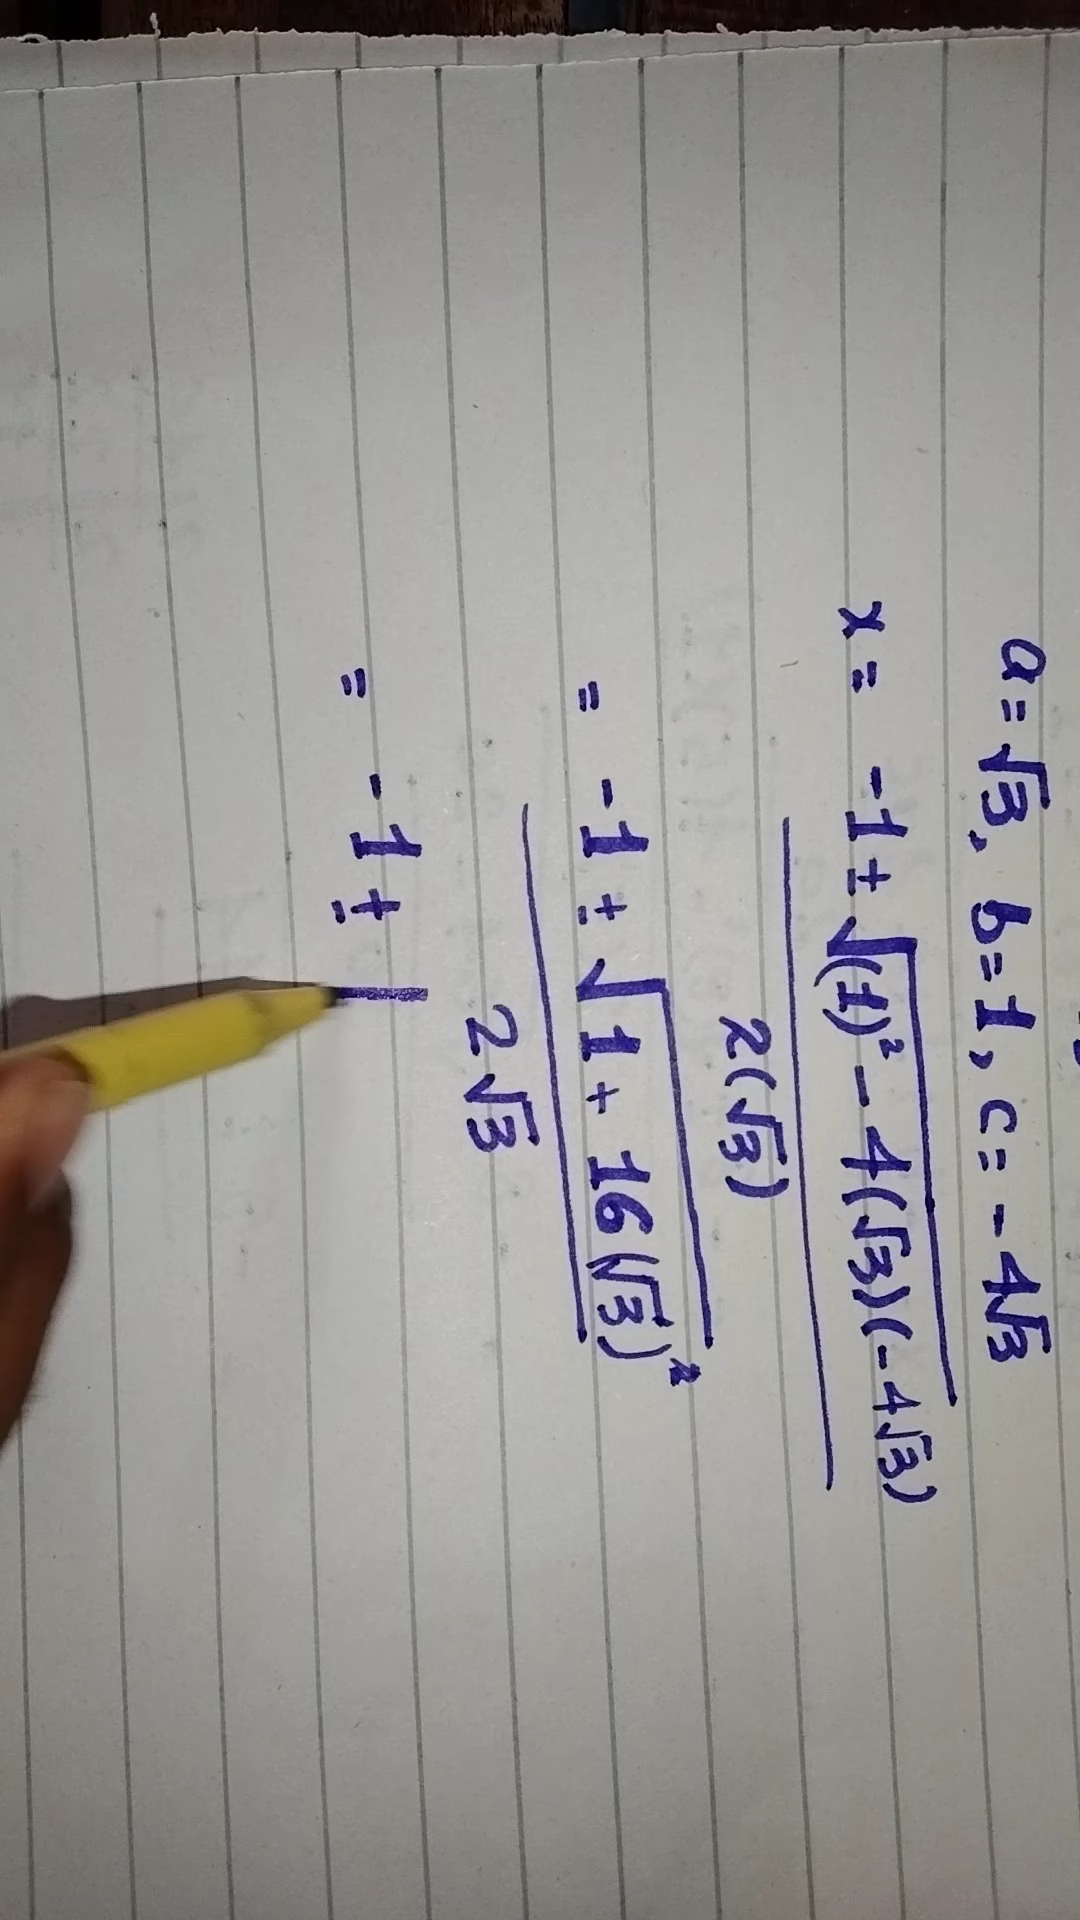 a = √3, b = 1, c = - 4√3
x = -1 ± √(1)² - 4(√3)(-4√3)
2(√3)
= -1 ± √1 + 16(√3)²
2√3
= -1 ±